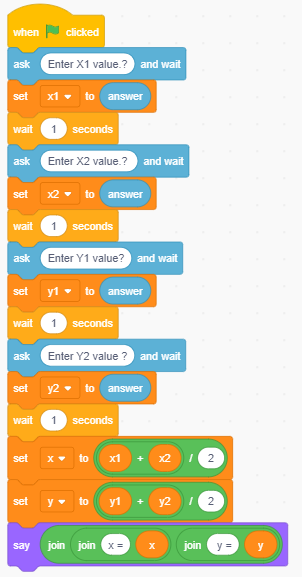 when clicked
ask Enter X1 value.? and wait
set x1 to answer
wait 1 seconds
ask Enter X2 value.? and wait
set x2 to answer
wait 1 seconds
ask Enter Y1 value? and wait
set y1 to answer
wait 1 seconds
ask Enter Y2 value ? and wait
set y2 to answer
wait 1 seconds
set x to x1 + x2 / 2
set y to y1 + y2 / 2
say join join x = x join y = y